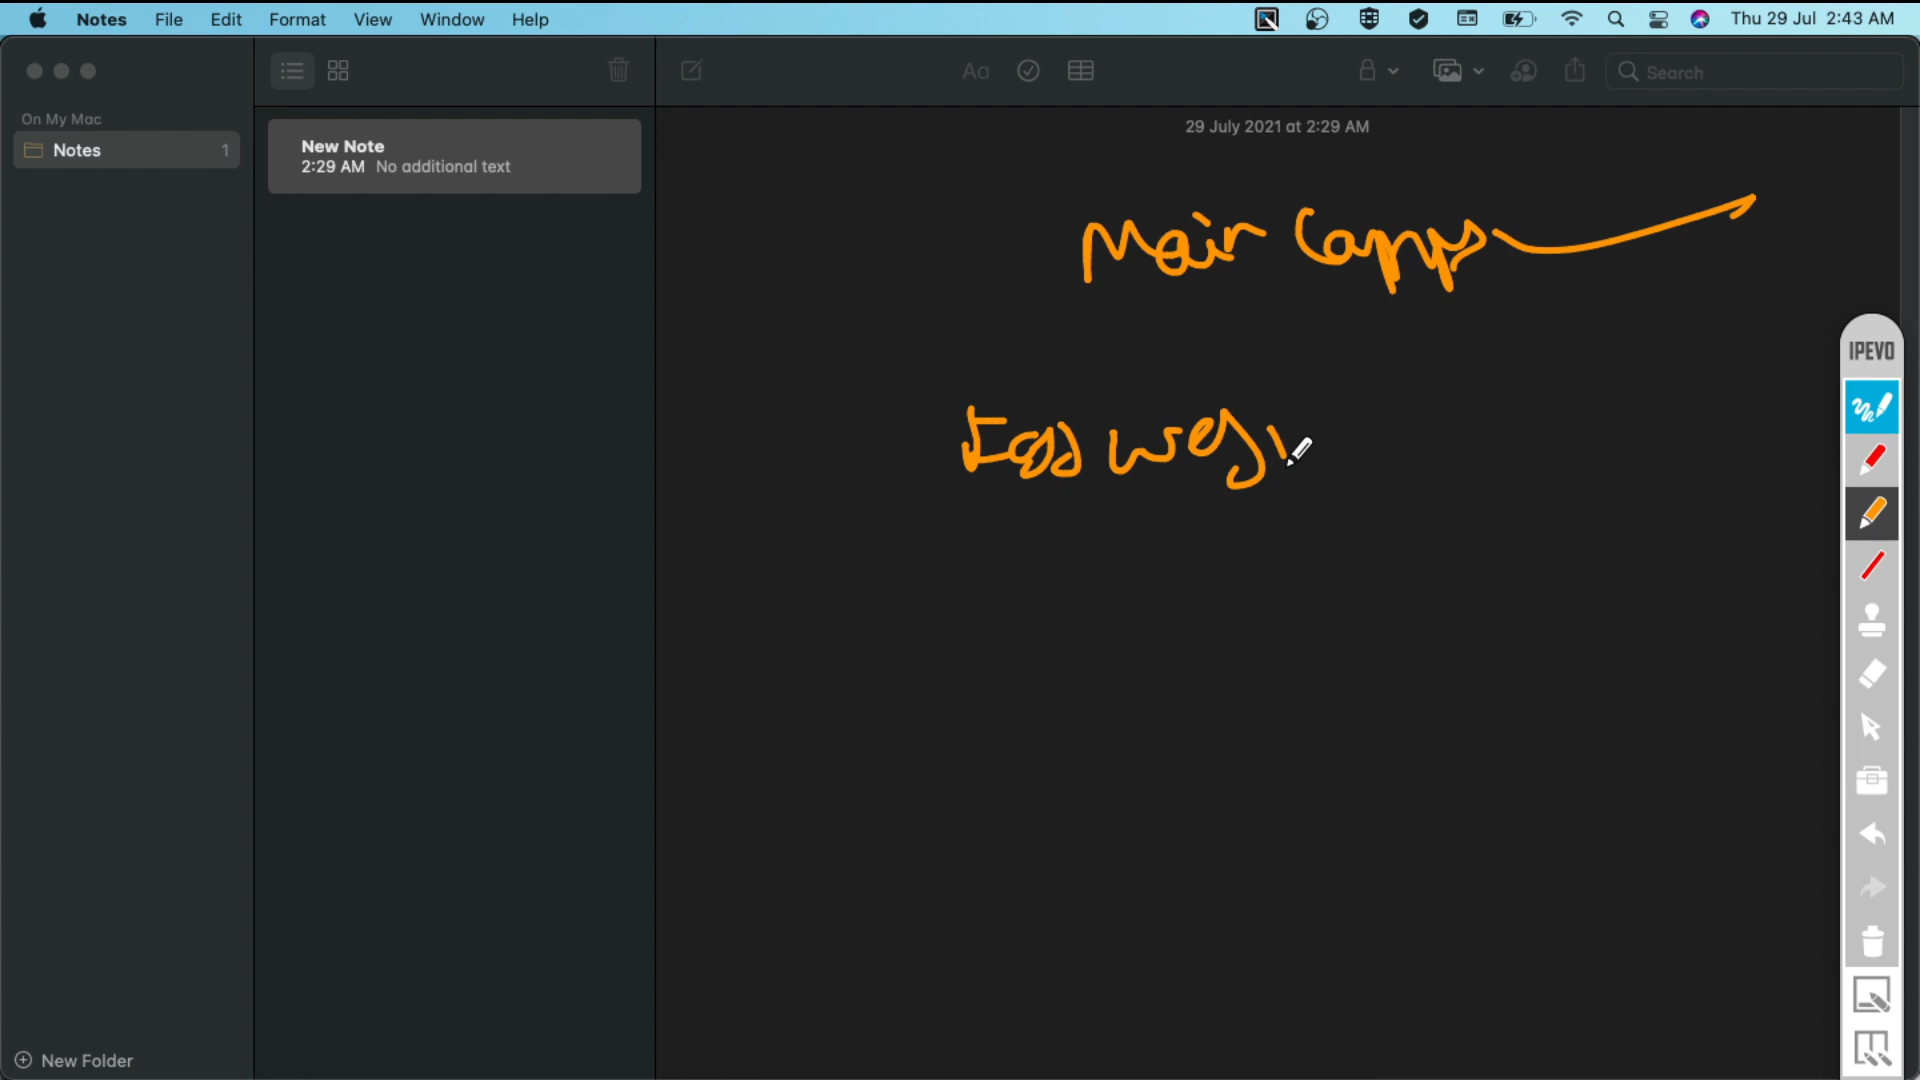 Notes File Edit Format View Window Help Thu 29 Jul 2:43 AM
Aa Search
On My Mac
Notes 1
New Note
2:29 AM No additional text
29 July 2021 at 2:29 AM
Main
IPEVO
New Folder